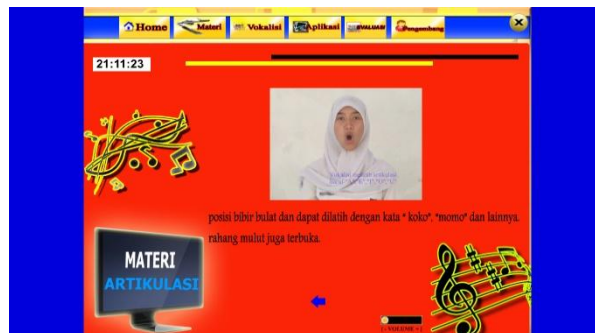 Home Materi Vokalisi Aplikasi EVALUASI Pengembang
21:11:23
posisi bibir bulat dan dapat dilatih dengan kata " koko", "momo" dan lainnya.
rahang mulut juga terbuka.
MATERI
ARTIKULASI
[- VOLUME +]